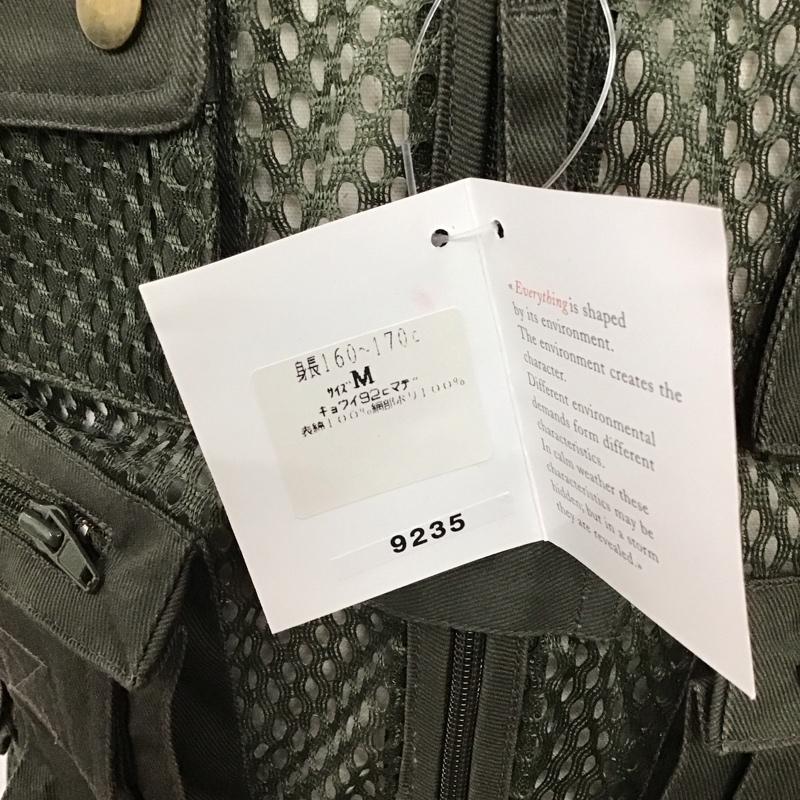 身長160~170c
サイズM
キョウイ92cマデ
表綿100%網部ポリ100%
9235
«Everything is shaped
by its environment.
The environment creates the
character.
Different environmental
demands form different
characteristics.
In calm weather these
characteristics may be
hidden, but in a storm
they are revealed.»